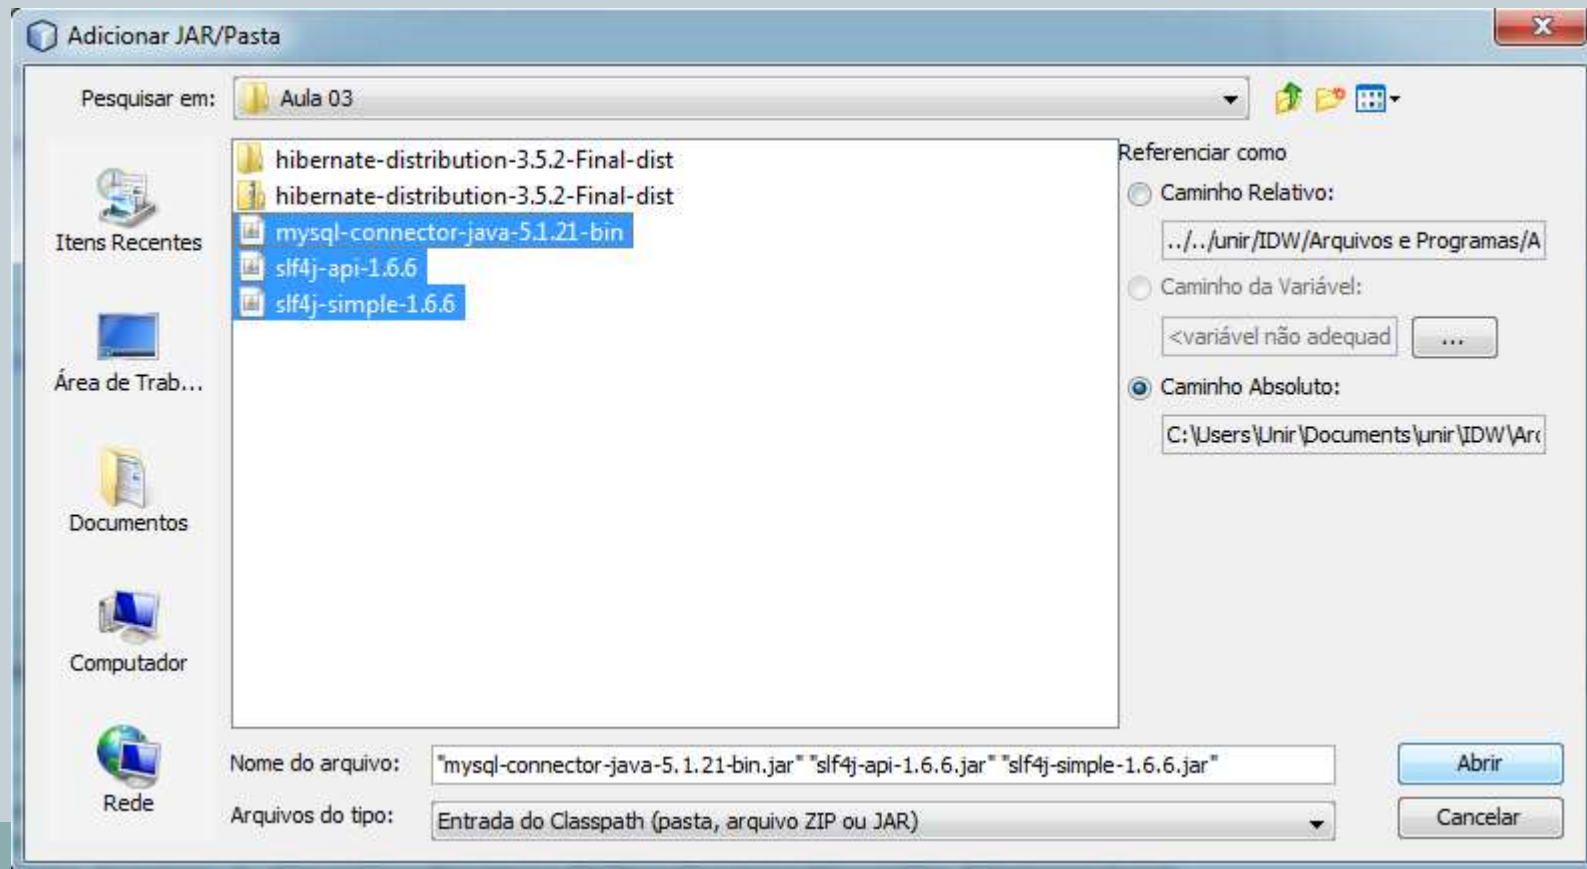 Adicionar JAR/Pasta
Pesquisar em: Aula 03
hibernate-distribution-3.5.2-Final-dist
hibernate-distribution-3.5.2-Final-dist
mysql-connector-java-5.1.21-bin
slf4j-api-1.6.6
slf4j-simple-1.6.6
Itens Recentes
Área de Trab...
Documentos
Computador
Rede
Referenciar como
Caminho Relativo:
../../unir/IDW/Arquivos e Programas/A
Caminho da Variável:
<variável não adequad ...
Caminho Absoluto:
C:\Users\Unir\Documents\unir\IDW\Arc
Nome do arquivo: "mysql-connector-java-5.1.21-bin.jar" "slf4j-api-1.6.6.jar" "slf4j-simple-1.6.6.jar"
Abrir
Arquivos do tipo: Entrada do Classpath (pasta, arquivo ZIP ou JAR)
Cancelar